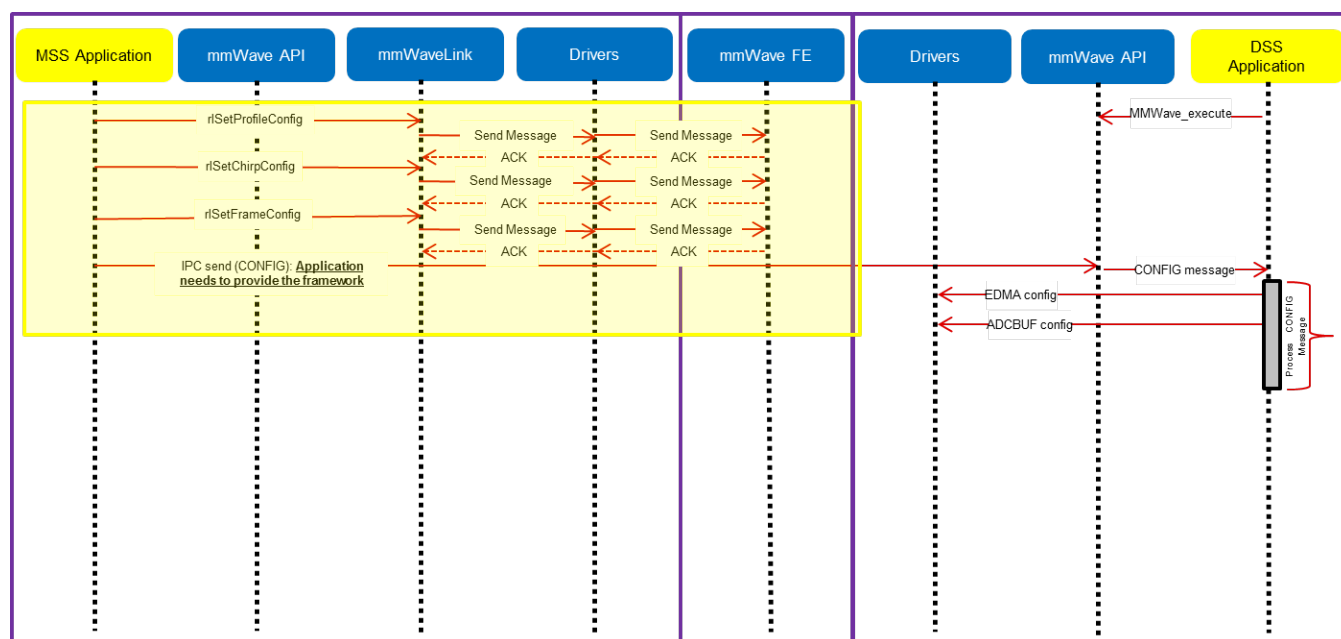 MSS Application
mmWave API
mmWaveLink
Drivers
mmWave FE
Drivers
mmWave API
DSS
Application
rlSetProfileConfig
MMWave_execute
Send Message
Send Message
ACK
ACK
rlSetChirpConfig
Send Message
Send Message
ACK
ACK
rlSetFrameConfig
Send Message
Send Message
ACK
ACK
IPC send (CONFIG): Application
needs to provide the framework
CONFIG message
EDMA config
ADCBUF config
Process CONFIG
Message